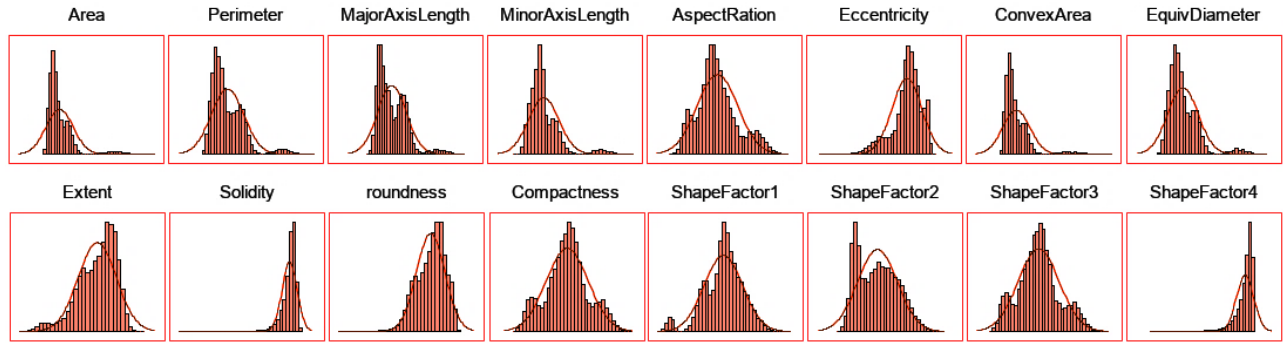 Area Perimeter MajorAxisLength MinorAxisLength AspectRation Eccentricity ConvexArea EquivDiameter
Extent Solidity roundness Compactness ShapeFactor1 ShapeFactor2 ShapeFactor3 ShapeFactor4